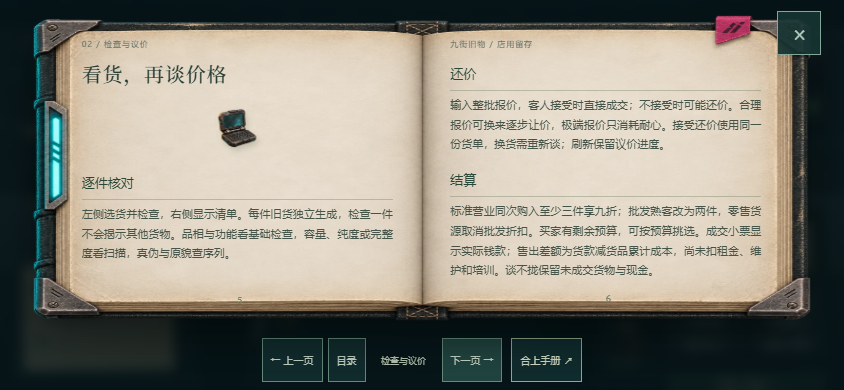 02 / 检查与议价
看货，再谈价格
逐件核对
左侧选货并检查，右侧显示清单。每件旧货独立生成，检查一件
不会揭示其他货物。品相与功能看基础检查，容量、纯度或完整
度看扫描，真伪与原貌查序列。
5
九街旧物 / 店用留存
还价
输入整批报价，客人接受时直接成交；不接受时可能还价。合理
报价可换来逐步让价，极端报价只消耗耐心。接受还价使用同一
份货单，换货需重新谈；刷新保留议价进度。
结算
标准营业同次购入至少三件享九折；批发熟客改为两件，零售货
源取消批发折扣。买家有剩余预算，可按预算挑选。成交小票显
示实际钱款；售出差额为货款减货品累计成本，尚未扣租金、维
护和培训。谈不拢保留未成交货物与现金。
6
×
← 上一页
目录
检查与议价
下一页 →
合上手册 ↗